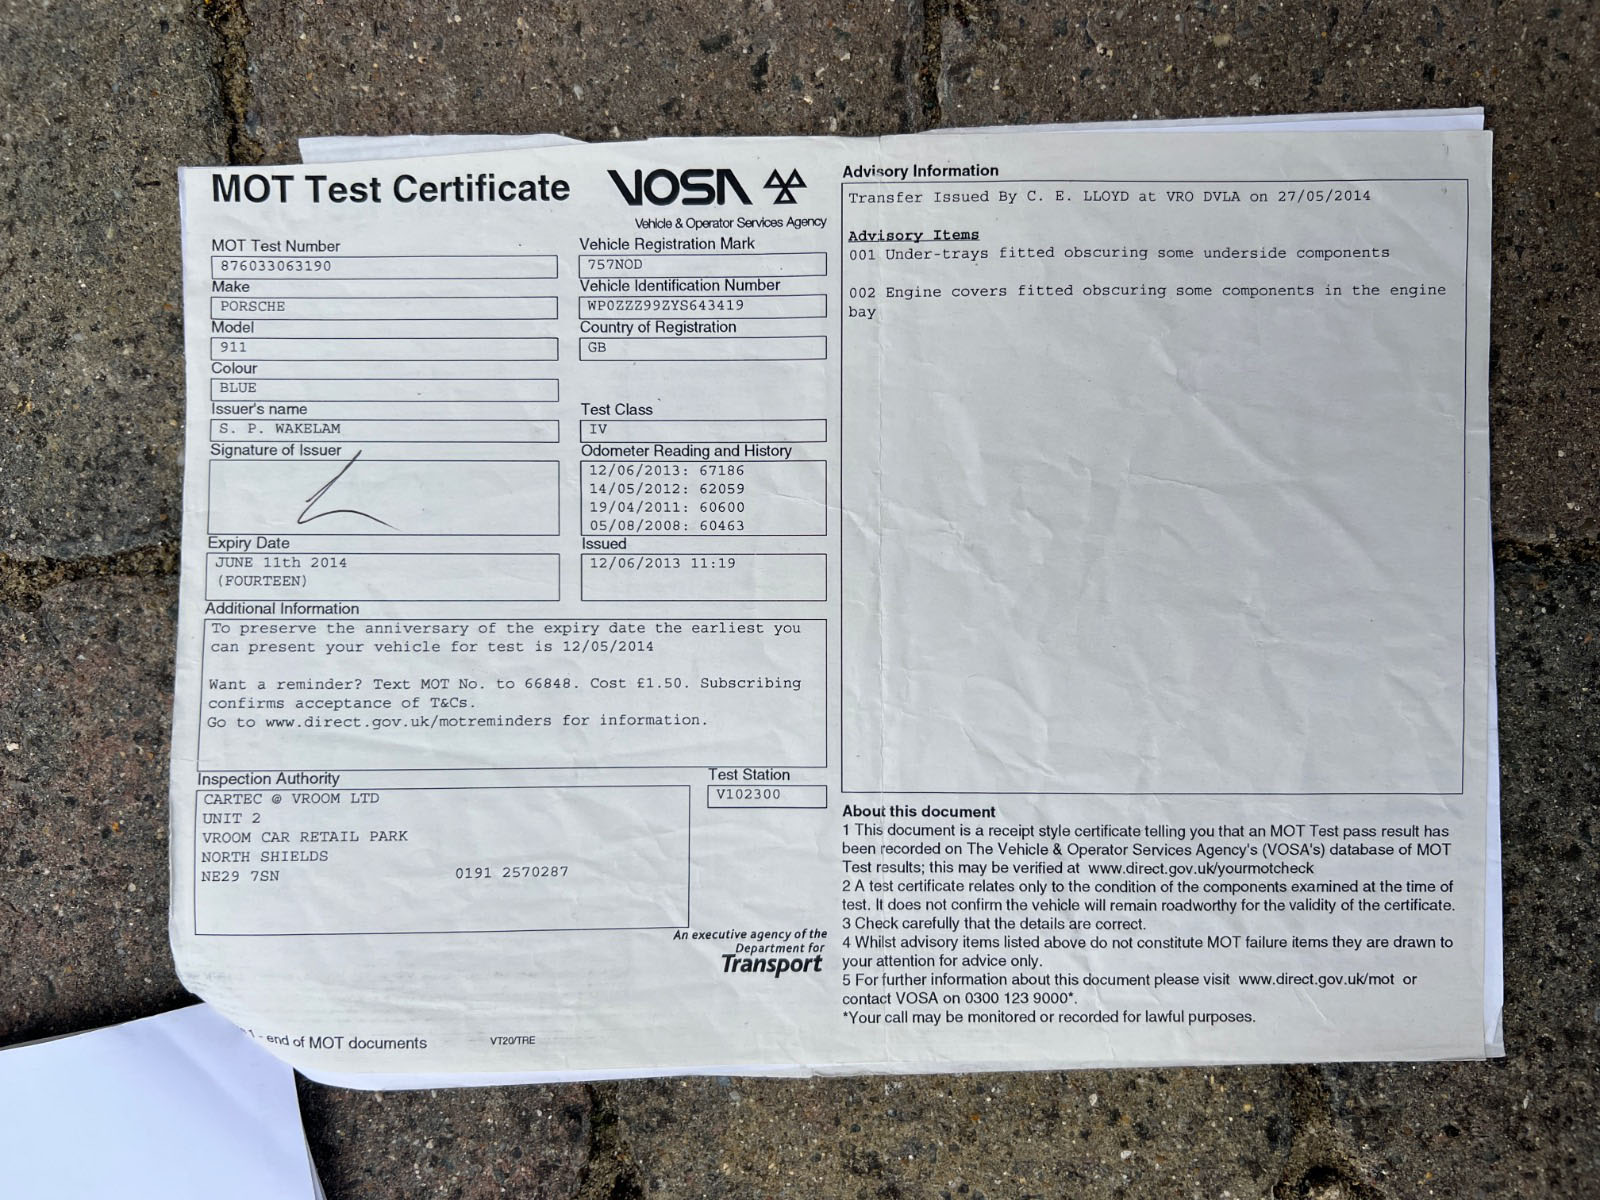 MOT Test Certificate
VOSA
Vehicle & Operator Services Agency
MOT Test Number
876033063190
Vehicle Registration Mark
757NOD
Make
PORSCHE
Vehicle Identification Number
WP0ZZZ99ZYS643419
Model
911
Country of Registration
GB
Colour
BLUE
Issuer's name
S. P. WAKELAM
Test Class
IV
Signature of Issuer
Odometer Reading and History
12/06/2013: 67186
14/05/2012: 62059
19/04/2011: 60600
05/08/2008: 60463
Expiry Date
JUNE 11th 2014
(FOURTEEN)
Issued
12/06/2013 11:19
Additional Information
To preserve the anniversary of the expiry date the earliest you
can present your vehicle for test is 12/05/2014
Want a reminder? Text MOT No. to 66848. Cost £1.50. Subscribing
confirms acceptance of T&Cs.
Go to www.direct.gov.uk/motreminders for information.
Inspection Authority
CARTEC @ VROOM LTD
UNIT 2
VROOM CAR RETAIL PARK
NORTH SHIELDS
NE29 7SN 0191 2570287
Test Station
V102300
An executive agency of the
Department for
Transport
- end of MOT documents
VT20/TRE
Advisory Information
Transfer Issued By C. E. LLOYD at VRO DVLA on 27/05/2014
Advisory Items
001 Under-trays fitted obscuring some underside components
002 Engine covers fitted obscuring some components in the engine
bay
About this document
1 This document is a receipt style certificate telling you that an MOT Test pass result has
been recorded on The Vehicle & Operator Services Agency's (VOSA's) database of MOT
Test results; this may be verified at www.direct.gov.uk/yourmotcheck
2 A test certificate relates only to the condition of the components examined at the time of
test. It does not confirm the vehicle will remain roadworthy for the validity of the certificate.
3 Check carefully that the details are correct.
4 Whilst advisory items listed above do not constitute MOT failure items they are drawn to
your attention for advice only.
5 For further information about this document please visit www.direct.gov.uk/mot or
contact VOSA on 0300 123 9000*.
*Your call may be monitored or recorded for lawful purposes.